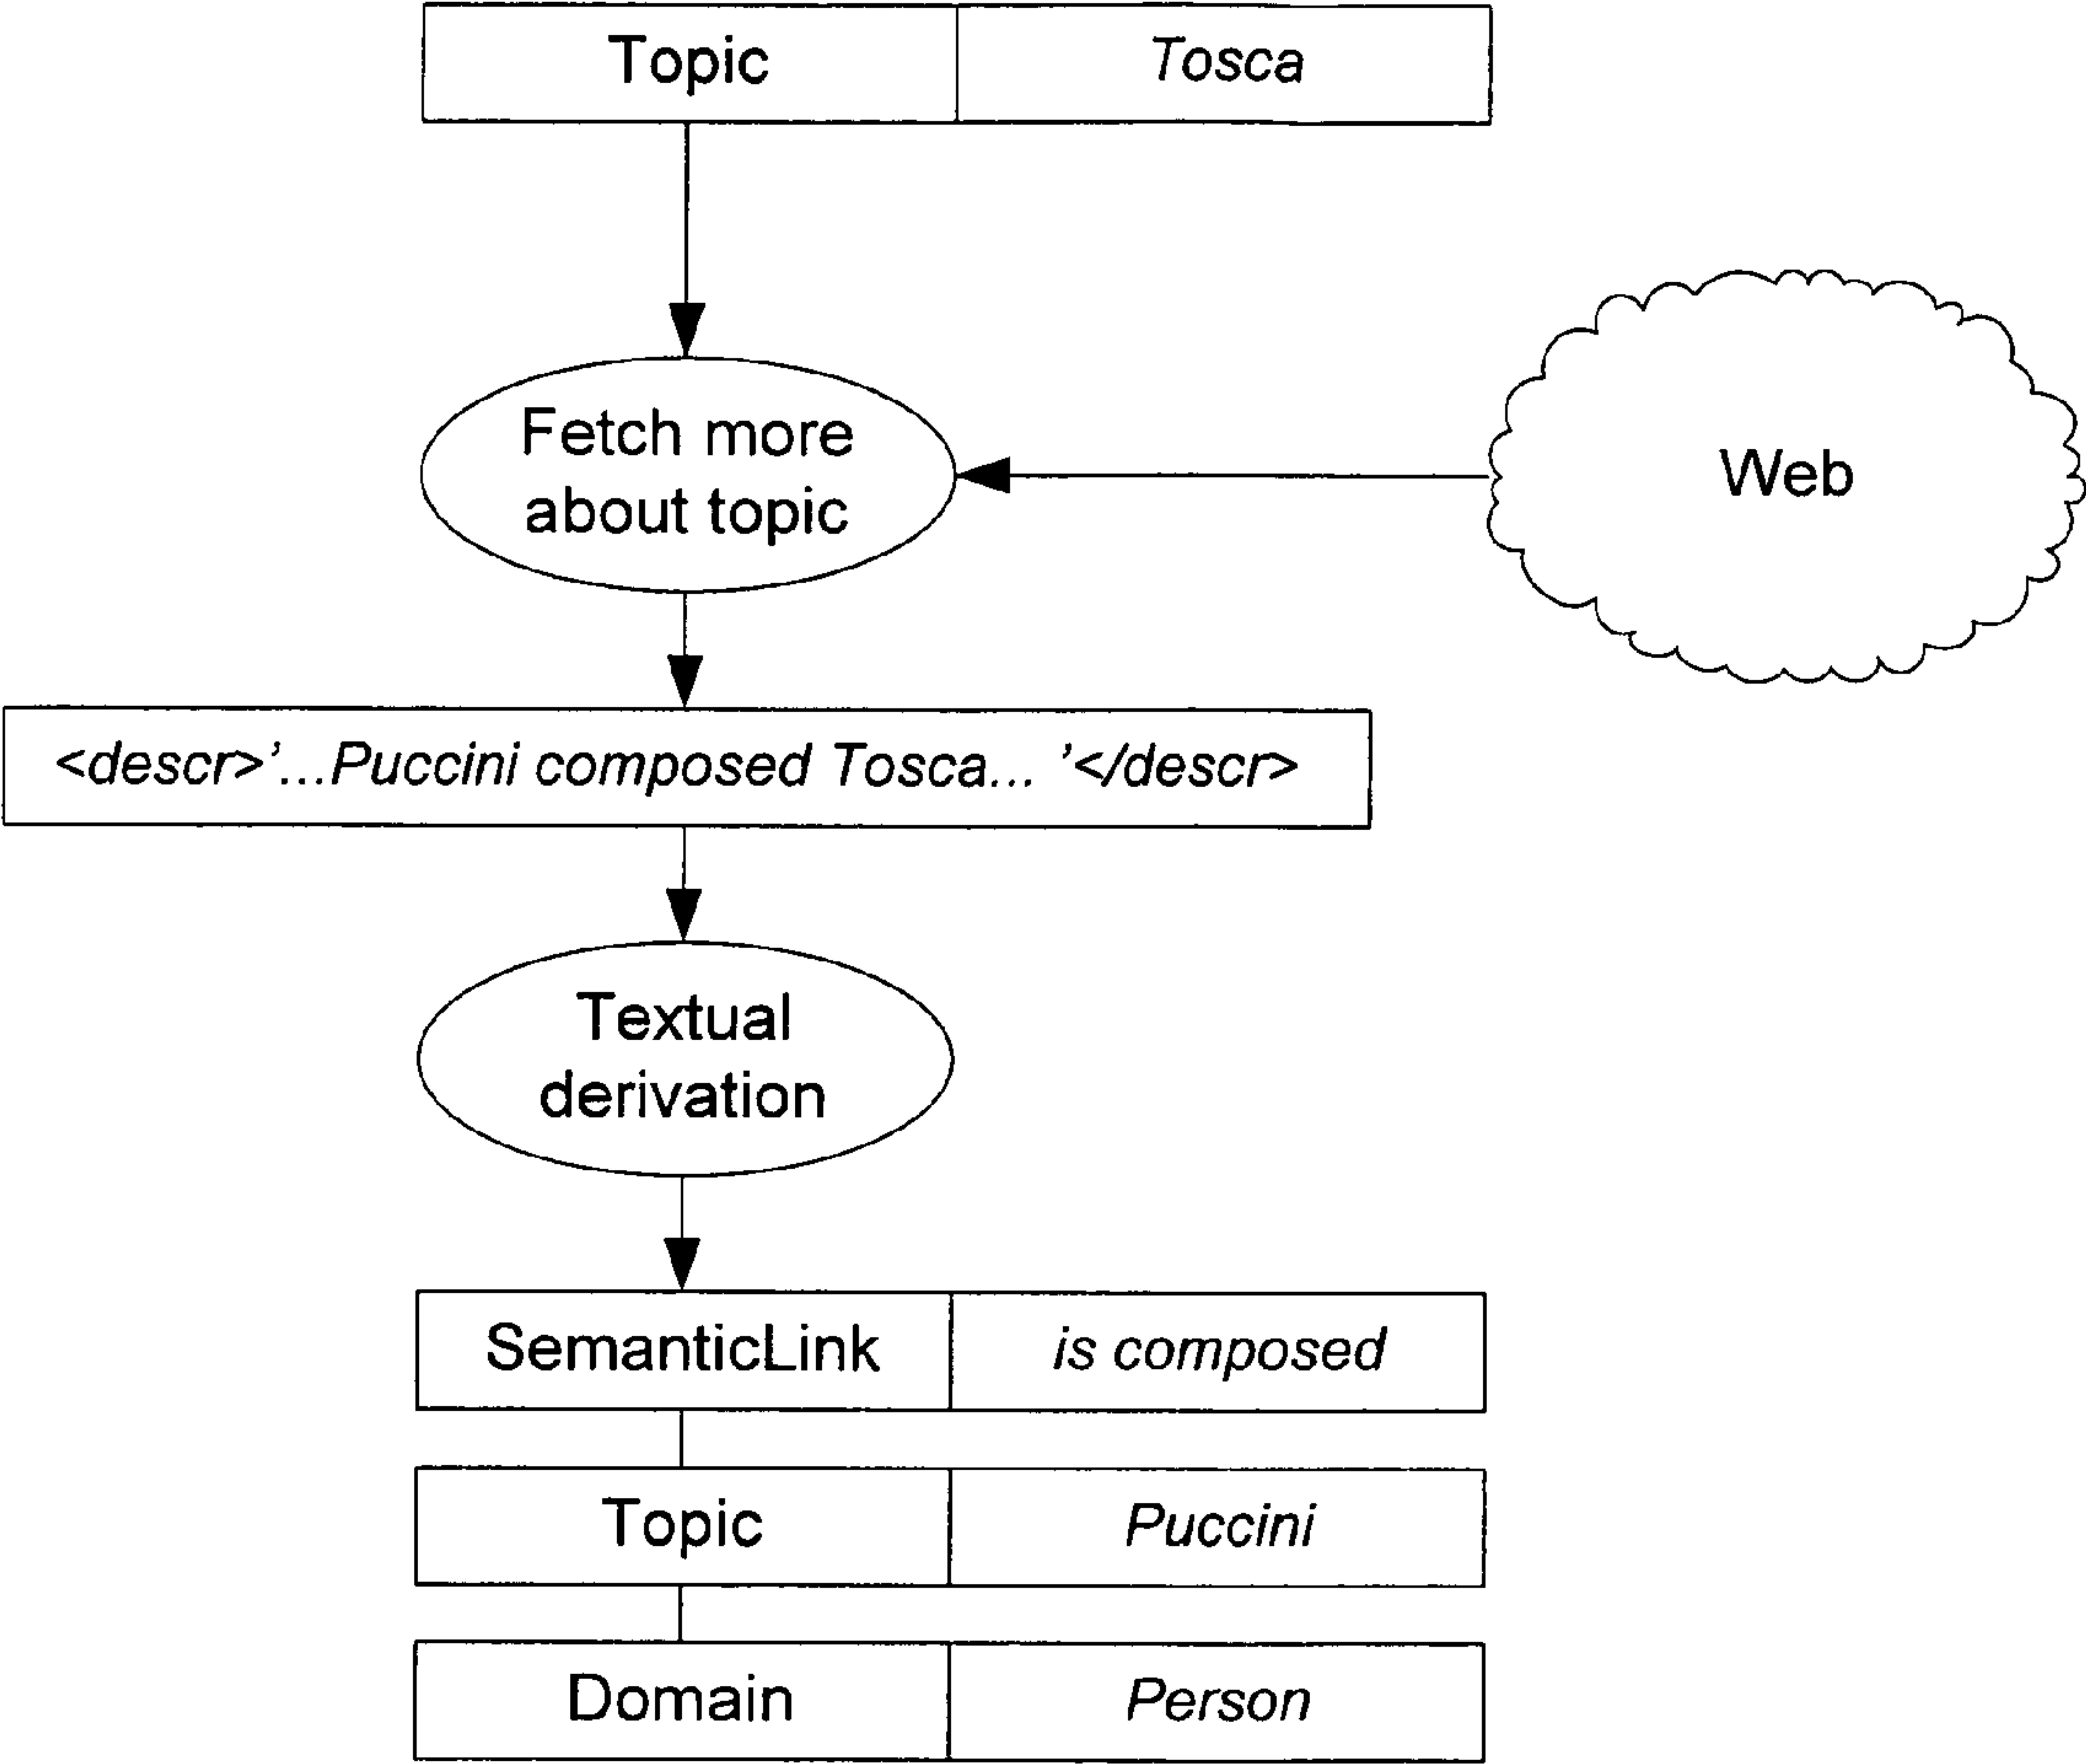 Topic Tosca
Fetch more
about topic
Web
<descr>'...Puccini composed Tosca... '</descr>
Textual
derivation
SemanticLink is composed
Topic Puccini
Domain Person